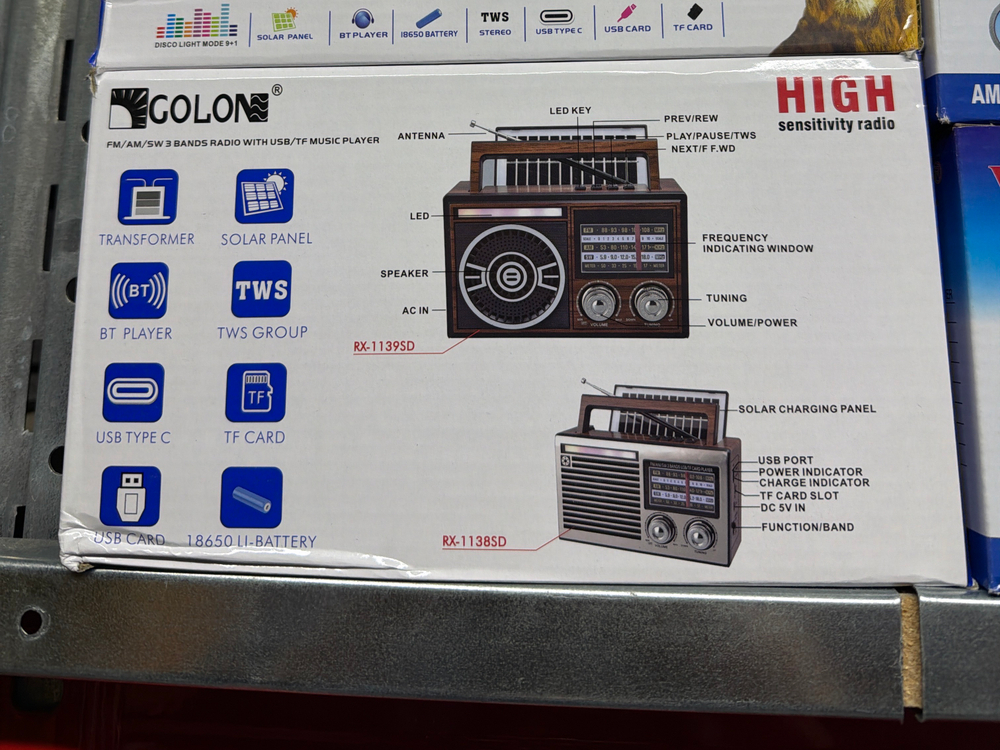 DISCO LIGHT MODE 9+1
SOLAR PANEL
BT PLAYER
18650 BATTERY
TWS
STEREO
USB TYPE C
USB CARD
TF CARD
GOLON®
FM/AM/SW 3 BANDS RADIO WITH USB/TF MUSIC PLAYER
HIGH
sensitivity radio
AM
TRANSFORMER
SOLAR PANEL
BT
BT PLAYER
TWS
TWS GROUP
USB TYPE C
TF
TF CARD
USB CARD
18650 LI-BATTERY
LED KEY
PREV/REW
ANTENNA
PLAY/PAUSE/TWS
NEXT/F F.WD
LED
FREQUENCY
INDICATING WINDOW
SPEAKER
TUNING
AC IN
VOLUME/POWER
VOLUME
RX-1139SD
SOLAR CHARGING PANEL
USB PORT
POWER INDICATOR
CHARGE INDICATOR
TF CARD SLOT
DC 5V IN
FUNCTION/BAND
RX-1138SD